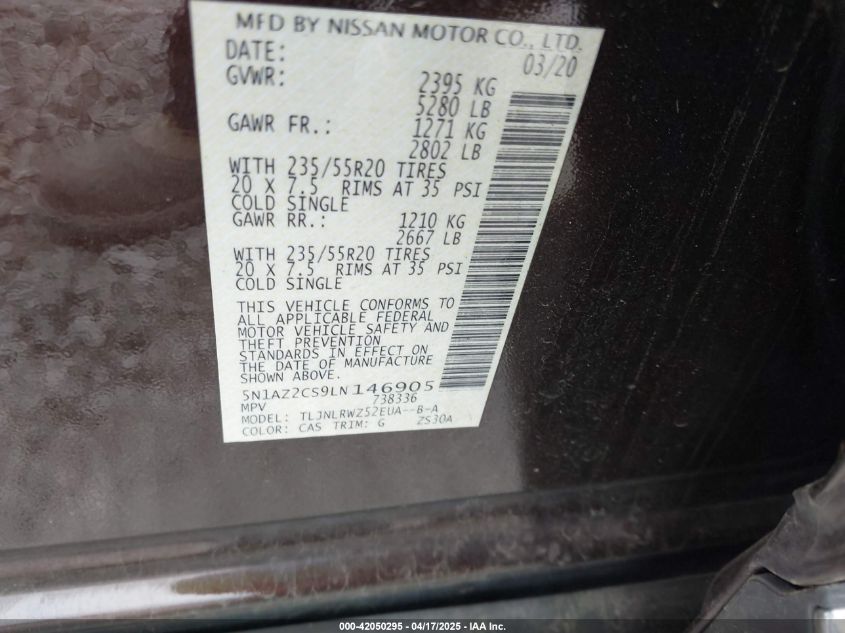 MFD BY NISSAN MOTOR CO., LTD.
DATE: 03/20
GVWR: 2395 KG
5280 LB
GAWR FR.: 1271 KG
2802 LB
WITH 235/55R20 TIRES
20 X 7.5 RIMS AT 35 PSI
COLD SINGLE
GAWR RR.: 1210 KG
2667 LB
WITH 235/55R20 TIRES
20 X 7.5 RIMS AT 35 PSI
COLD SINGLE
THIS VEHICLE CONFORMS TO
ALL APPLICABLE FEDERAL
MOTOR VEHICLE SAFETY AND
THEFT PREVENTION
STANDARDS IN EFFECT ON
THE DATE OF MANUFACTURE
SHOWN ABOVE.
5N1AZ2CS9LN146905
MPV 738336
MODEL: TLJNLRWZ52EUA--B-A
COLOR: CAS TRIM: G ZS30A
000-42050295 - 04/17/2025 - IAA Inc.